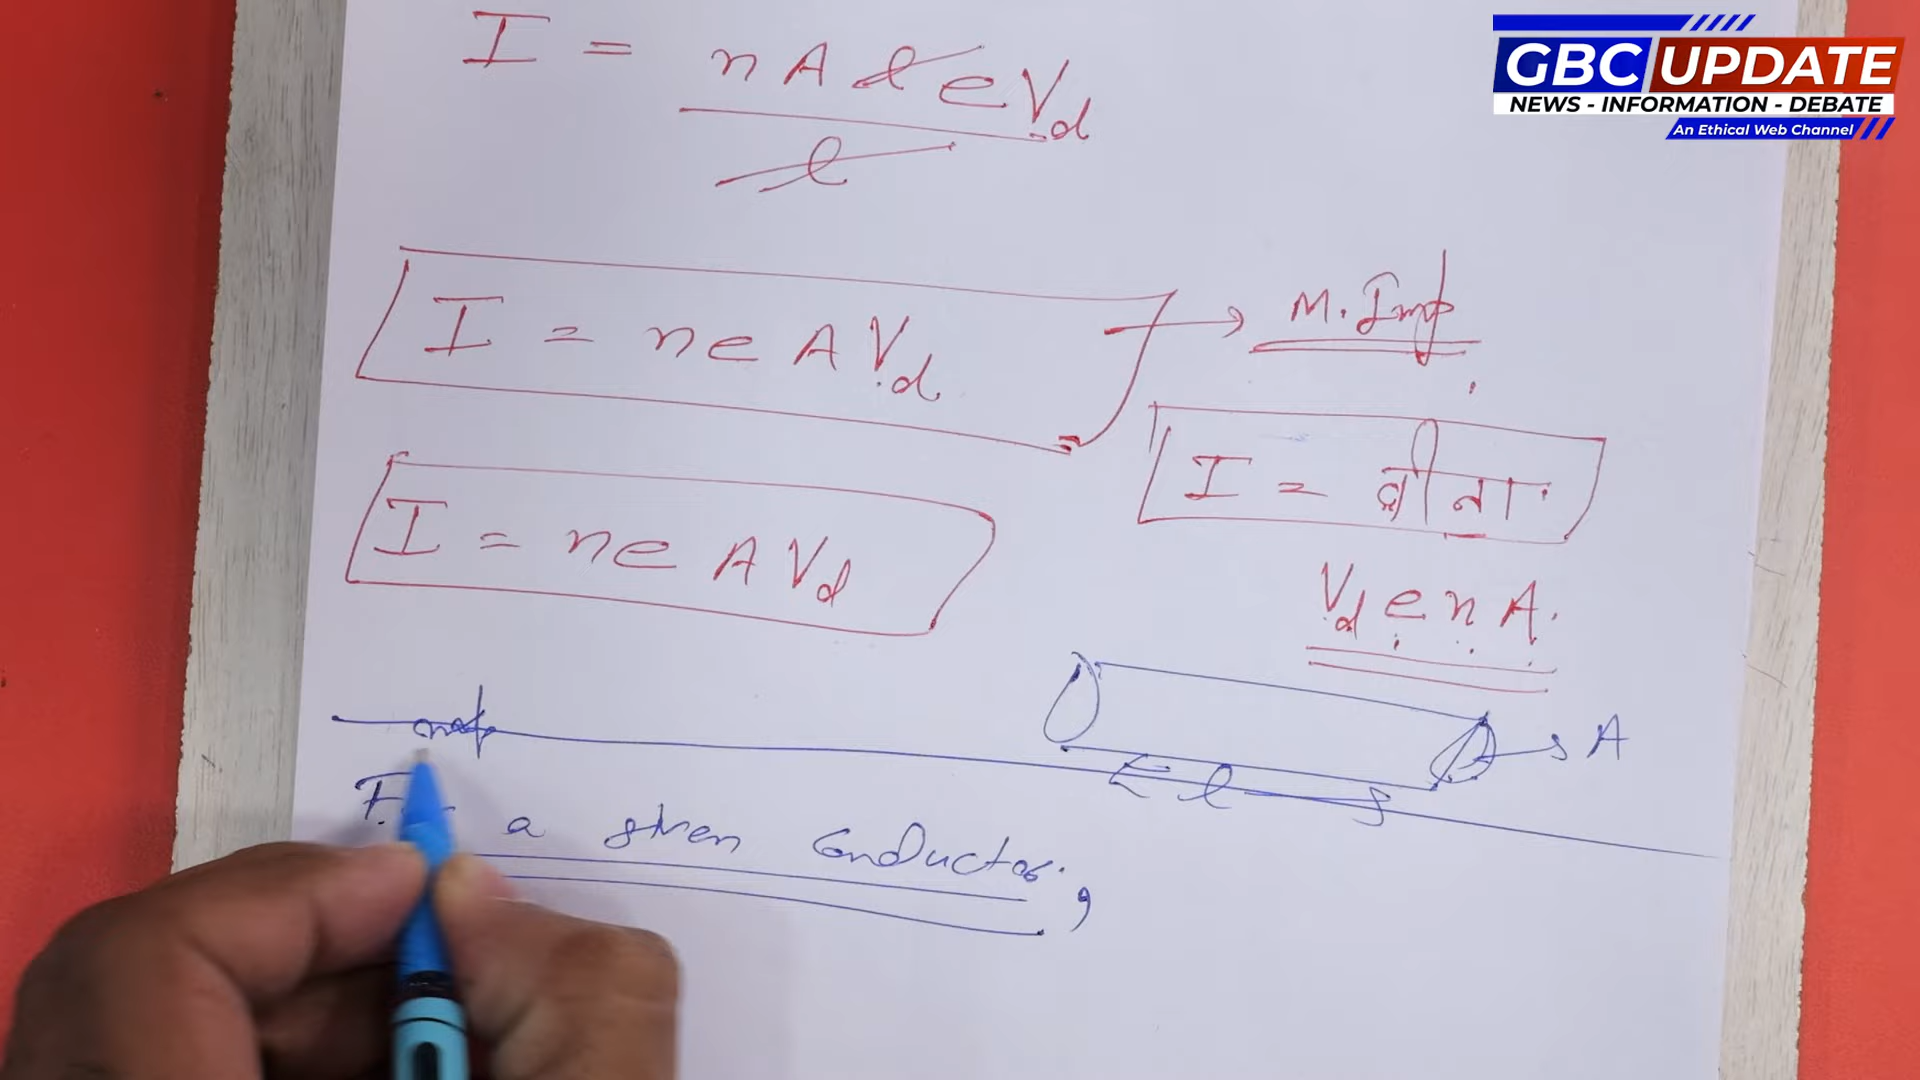 GBC UPDATE
NEWS - INFORMATION - DEBATE
An Ethical Web Channel
I = nAleVd
l
I = neAVd
M. Imp
I = neAVd
I = वीना
Vd e n A.
A
l
a given Conductor,